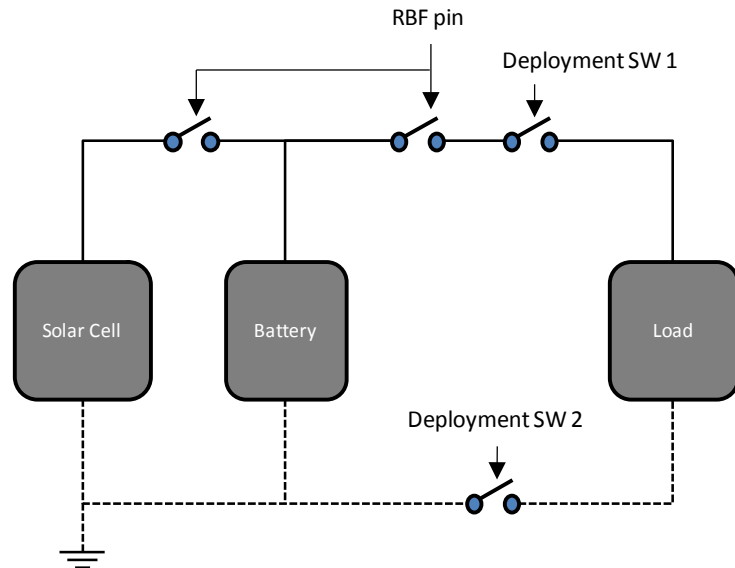 RBF pin
Deployment SW 1
Solar Cell
Battery
Load
Deployment SW 2